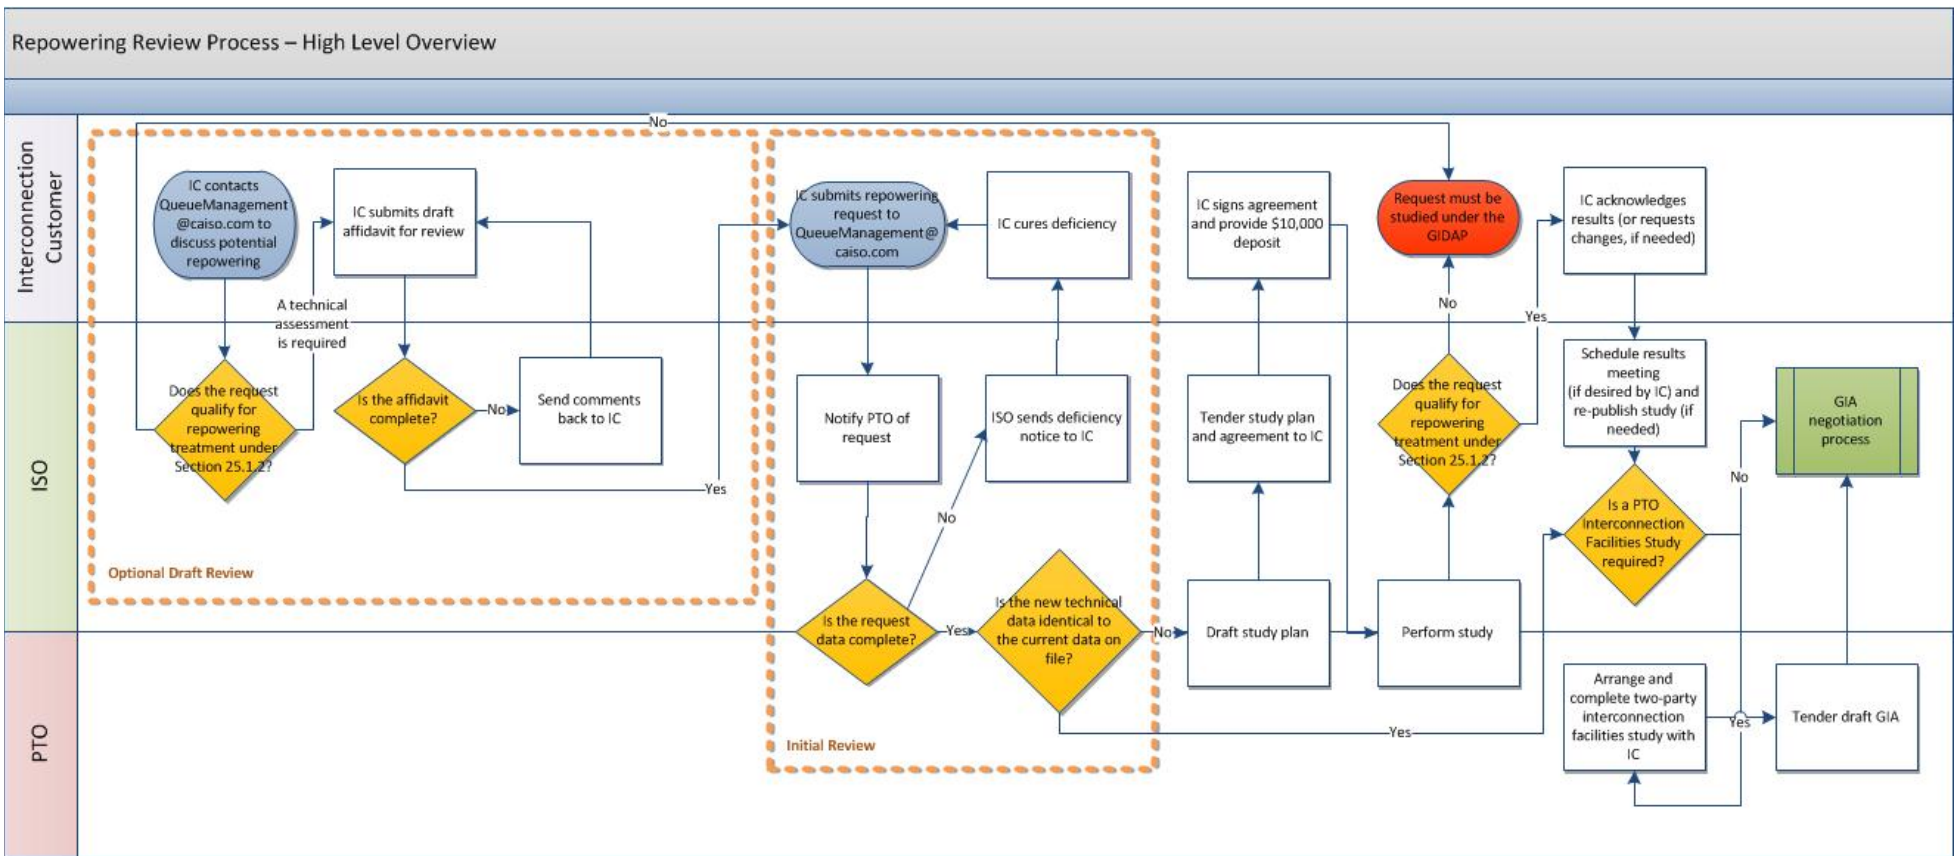 Repowering Review Process – High Level Overview
Interconnection
Customer
ISO
PTO
No
IC contacts
QueueManagement
@caiso.com to
discuss potential
repowering
IC submits draft
affidavit for review
A technical
assessment
is required
Does the request
qualify for
repowering
treatment under
Section 25.1.2?
Is the affidavit
complete?
No
Send comments
back to IC
Yes
Optional Draft Review
IC submits repowering
request to
QueueManagement@
caiso.com
IC cures deficiency
Notify PTO of
request
ISO sends deficiency
notice to IC
No
Is the request
data complete?
Yes
Is the new technical
data identical to
the current data on
file?
No
Yes
Initial Review
IC signs agreement
and provide $10,000
deposit
Tender study plan
and agreement to IC
Draft study plan
Perform study
Request must be
studied under the
GIDAP
No
Does the request
qualify for
repowering
treatment under
Section 25.1.2?
Yes
IC acknowledges
results (or requests
changes, if needed)
Schedule results
meeting
(if desired by IC) and
re-publish study (if
needed)
Is a PTO
Interconnection
Facilities Study
required?
No
Yes
GIA
negotiation
process
Arrange and
complete two-party
interconnection
facilities study with
IC
Tender draft GIA